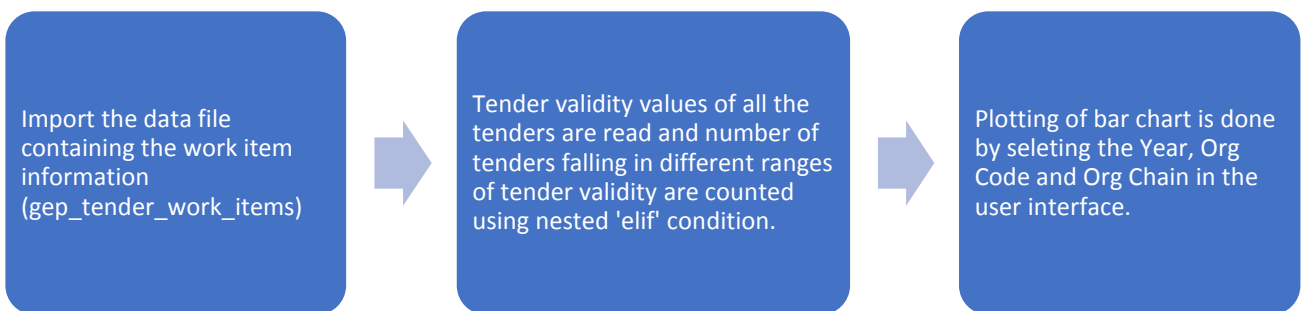 Import the data file
containing the work item
information
(gep_tender_work_items)
Tender validity values of all the
tenders are read and number of
tenders falling in different ranges
of tender validity are counted
using nested 'elif' condition.
Plotting of bar chart is done
by seleting the Year, Org
Code and Org Chain in the
user interface.